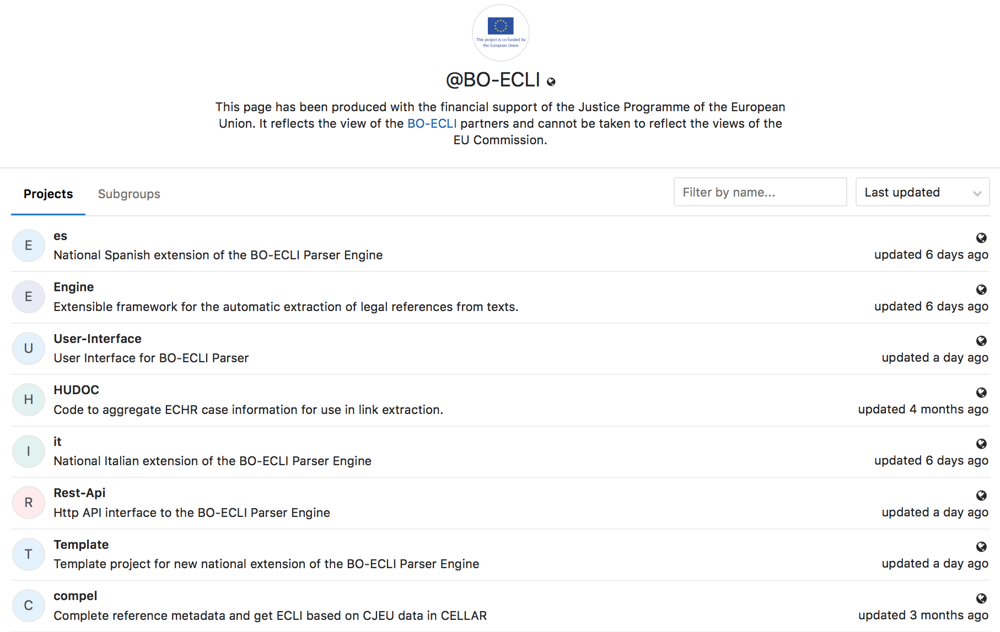 This project is co-funded by
the European Union
@BO-ECLI
This page has been produced with the financial support of the Justice Programme of the European
Union. It reflects the view of the BO-ECLI partners and cannot be taken to reflect the views of the
EU Commission.
Projects
Subgroups
Filter by name...
Last updated
E
es
National Spanish extension of the BO-ECLI Parser Engine
updated 6 days ago
E
Engine
Extensible framework for the automatic extraction of legal references from texts.
updated 6 days ago
U
User-Interface
User Interface for BO-ECLI Parser
updated a day ago
H
HUDOC
Code to aggregate ECHR case information for use in link extraction.
updated 4 months ago
I
it
National Italian extension of the BO-ECLI Parser Engine
updated 6 days ago
R
Rest-Api
Http API interface to the BO-ECLI Parser Engine
updated a day ago
T
Template
Template project for new national extension of the BO-ECLI Parser Engine
updated a day ago
C
compel
Complete reference metadata and get ECLI based on CJEU data in CELLAR
updated 3 months ago